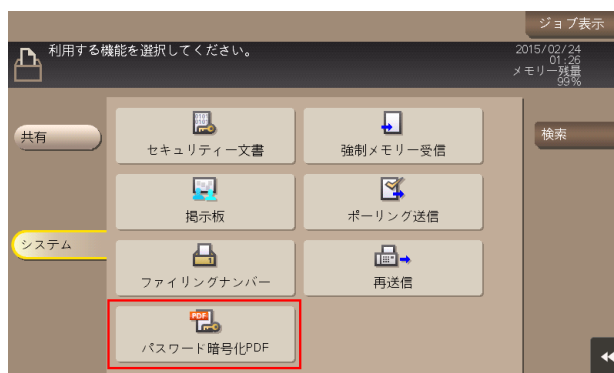 ジョブ表示
利用する機能を選択してください。
2015/02/24
01:26
メモリー残量
99%
共有
検索
セキュリティー文書
強制メモリー受信
掲示板
ポーリング送信
システム
ファイリングナンバー
再送信
PDF
パスワード暗号化PDF